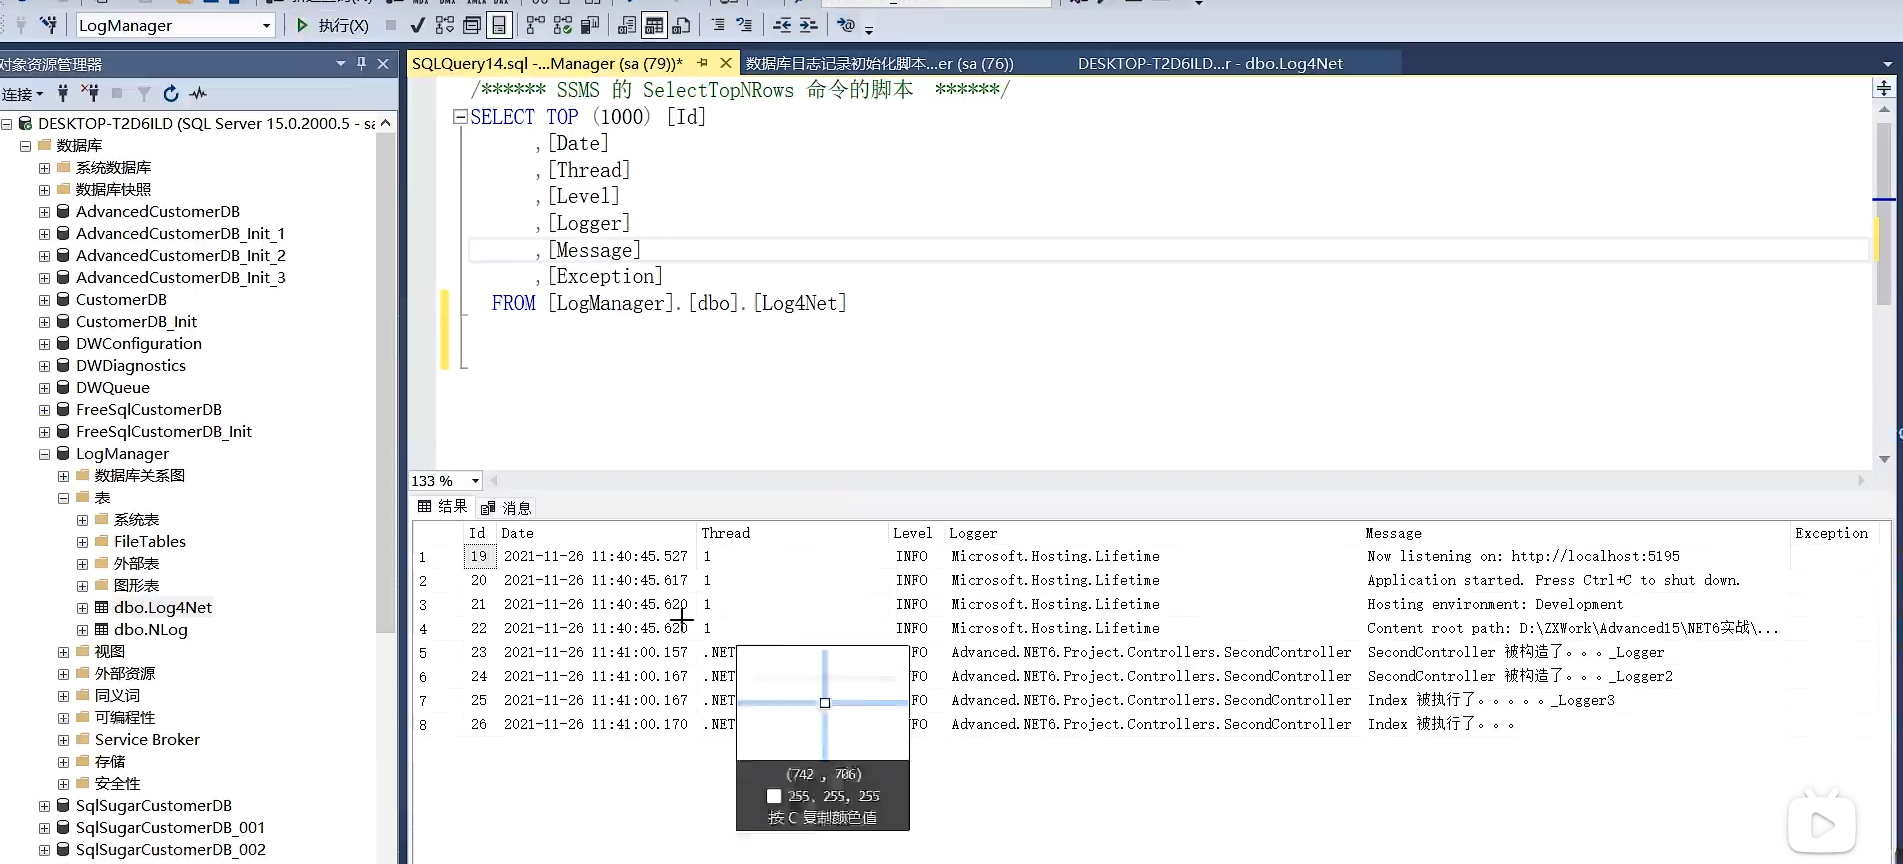 LogManager
执行(X)
对象资源管理器
连接
DESKTOP-T2D6ILD (SQL Server 15.0.2000.5 - sa
数据库
系统数据库
数据库快照
AdvancedCustomerDB
AdvancedCustomerDB_Init_1
AdvancedCustomerDB_Init_2
AdvancedCustomerDB_Init_3
CustomerDB
CustomerDB_Init
DWConfiguration
DWDiagnostics
DWQueue
FreeSqlCustomerDB
FreeSqlCustomerDB_Init
LogManager
数据库关系图
表
系统表
FileTables
外部表
图形表
dbo.Log4Net
dbo.NLog
视图
外部资源
同义词
可编程性
Service Broker
存储
安全性
SqlSugarCustomerDB
SqlSugarCustomerDB_001
SqlSugarCustomerDB_002
SQLQuery14.sql -...Manager (sa (79))* 数据库日志记录初始化脚本...er (sa (76)) DESKTOP-T2D6ILD...r - dbo.Log4Net
/****** SSMS 的 SelectTopNRows 命令的脚本 ******/
SELECT TOP (1000) [Id]
,[Date]
,[Thread]
,[Level]
,[Logger]
,[Message]
,[Exception]
FROM [LogManager].[dbo].[Log4Net]
133 %
结果 消息
Id Date Thread Level Logger Message Exception
1 19 2021-11-26 11:40:45.527 1 INFO Microsoft.Hosting.Lifetime Now listening on: http://localhost:5195
2 20 2021-11-26 11:40:45.617 1 INFO Microsoft.Hosting.Lifetime Application started. Press Ctrl+C to shut down.
3 21 2021-11-26 11:40:45.620 1 INFO Microsoft.Hosting.Lifetime Hosting environment: Development
4 22 2021-11-26 11:40:45.620 1 INFO Microsoft.Hosting.Lifetime Content root path: D:\ZXWork\Advanced15\NET6实战\...
5 23 2021-11-26 11:41:00.157 .NET FO Advanced.NET6.Project.Controllers.SecondController SecondController 被构造了。。。_Logger
6 24 2021-11-26 11:41:00.167 .NET FO Advanced.NET6.Project.Controllers.SecondController SecondController 被构造了。。。_Logger2
7 25 2021-11-26 11:41:00.167 .NET FO Advanced.NET6.Project.Controllers.SecondController Index 被执行了。。。。。_Logger3
8 26 2021-11-26 11:41:00.170 .NET FO Advanced.NET6.Project.Controllers.SecondController Index 被执行了。。。
(742 , 706)
255, 255, 255
按 C 复制颜色值